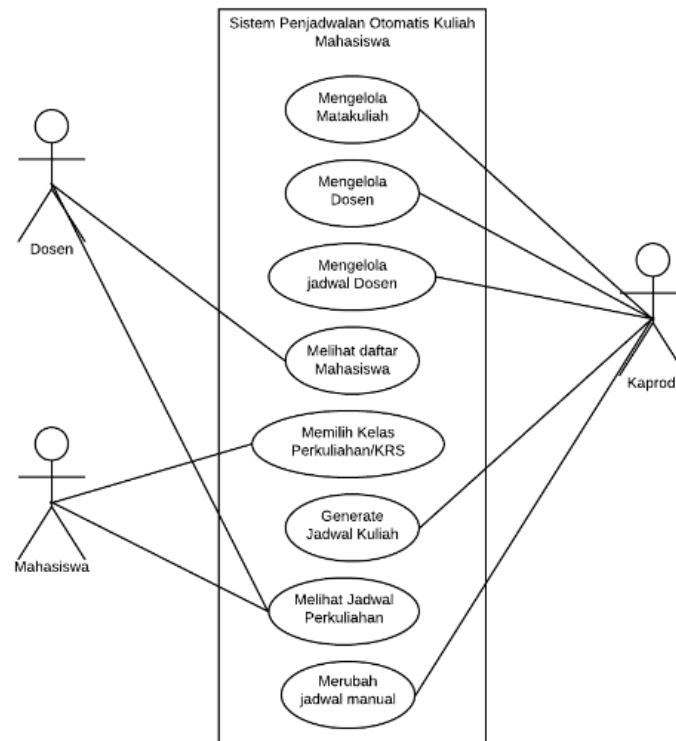 Sistem Penjadwalan Otomatis Kuliah
Mahasiswa
Mengelola
Matakuliah
Mengelola
Dosen
Dosen
Mengelola
jadwal Dosen
Kaprod
Melihat daftar
Mahasiswa
Memilih Kelas
Perkuliahan/KRS
Generate
Jadwal Kuliah
Mahasiswa
Melihat Jadwal
Perkuliahan
Merubah
jadwal manual